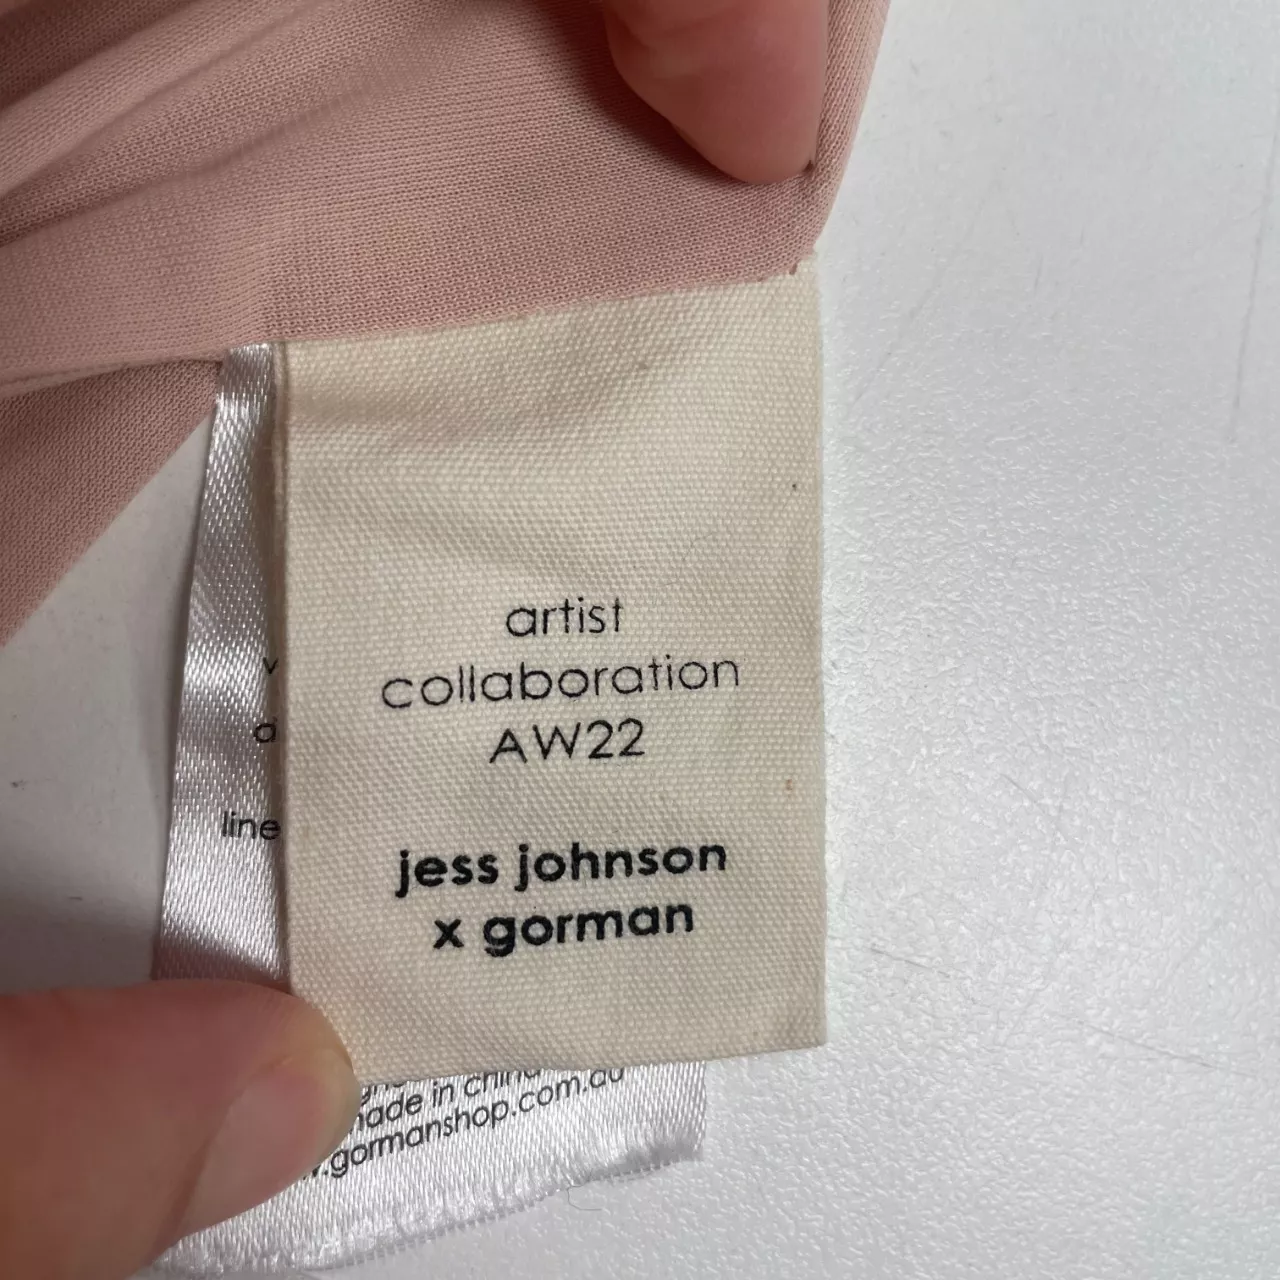 artist
collaboration
AW22
jess johnson
x gorman
line
made in china
.gormanshop.com.au